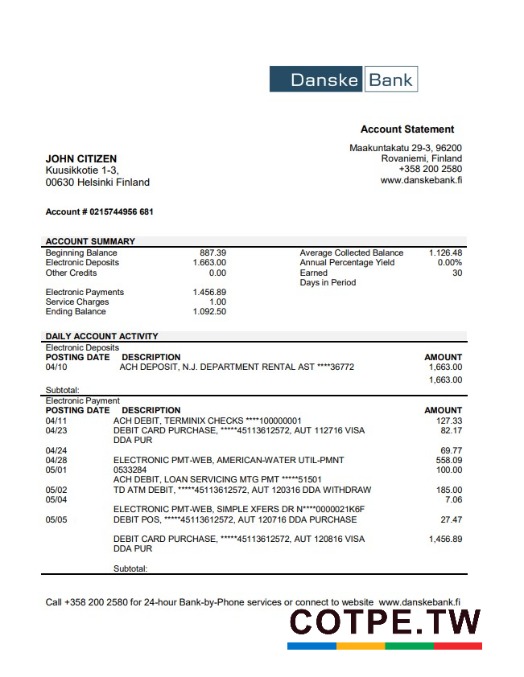 Danske Bank
Account Statement
Maakuntakatu 29-3, 96200
Rovaniemi, Finland
+358 200 2580
www.danskebank.fi
JOHN CITIZEN
Kuusikkotie 1-3,
00630 Helsinki Finland
Account # 0215744956 681
ACCOUNT SUMMARY
Beginning Balance 887.39 Average Collected Balance 1.126.48
Electronic Deposits 1.663.00 Annual Percentage Yield 0.00%
Other Credits 0.00 Earned 30
Days in Period
Electronic Payments 1.456.89
Service Charges 1.00
Ending Balance 1.092.50
DAILY ACCOUNT ACTIVITY
Electronic Deposits
POSTING DATE DESCRIPTION AMOUNT
04/10 ACH DEPOSIT, N.J. DEPARTMENT RENTAL AST ****36772 1,663.00
1,663.00
Subtotal:
Electronic Payment
POSTING DATE DESCRIPTION AMOUNT
04/11 ACH DEBIT, TERMINIX CHECKS ****100000001 127.33
04/23 DEBIT CARD PURCHASE, *****45113612572, AUT 112716 VISA 82.17
DDA PUR
04/24 69.77
04/28 ELECTRONIC PMT-WEB, AMERICAN-WATER UTIL-PMNT 558.09
05/01 0533284 100.00
ACH DEBIT, LOAN SERVICING MTG PMT *****51501
05/02 TD ATM DEBIT, *****45113612572, AUT 120316 DDA WITHDRAW 185.00
05/04 7.06
ELECTRONIC PMT-WEB, SIMPLE XFERS DR N****0000021K6F
05/05 DEBIT POS, *****45113612572, AUT 120716 DDA PURCHASE 27.47
DEBIT CARD PURCHASE, *****45113612572, AUT 120816 VISA 1,456.89
DDA PUR
Subtotal:
Call +358 200 2580 for 24-hour Bank-by-Phone services or connect to website www.danskebank.fi
COTPE.TW